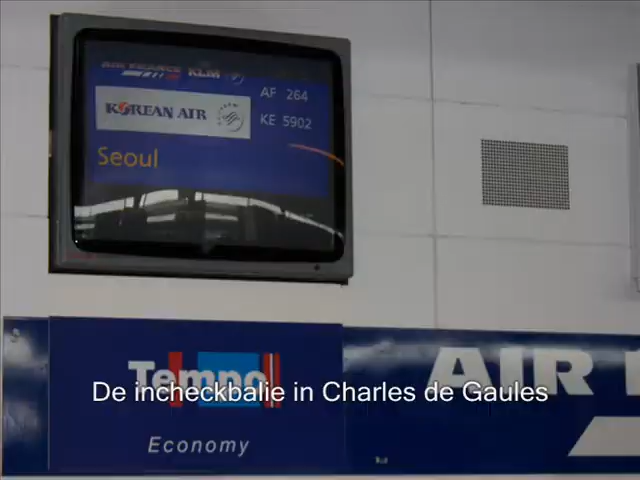 AIR FRANCE KLM
AF 264
KOREAN AIR
KE 5902
Seoul
Tempo
AIR
De incheckbalie in Charles de Gaules
Economy